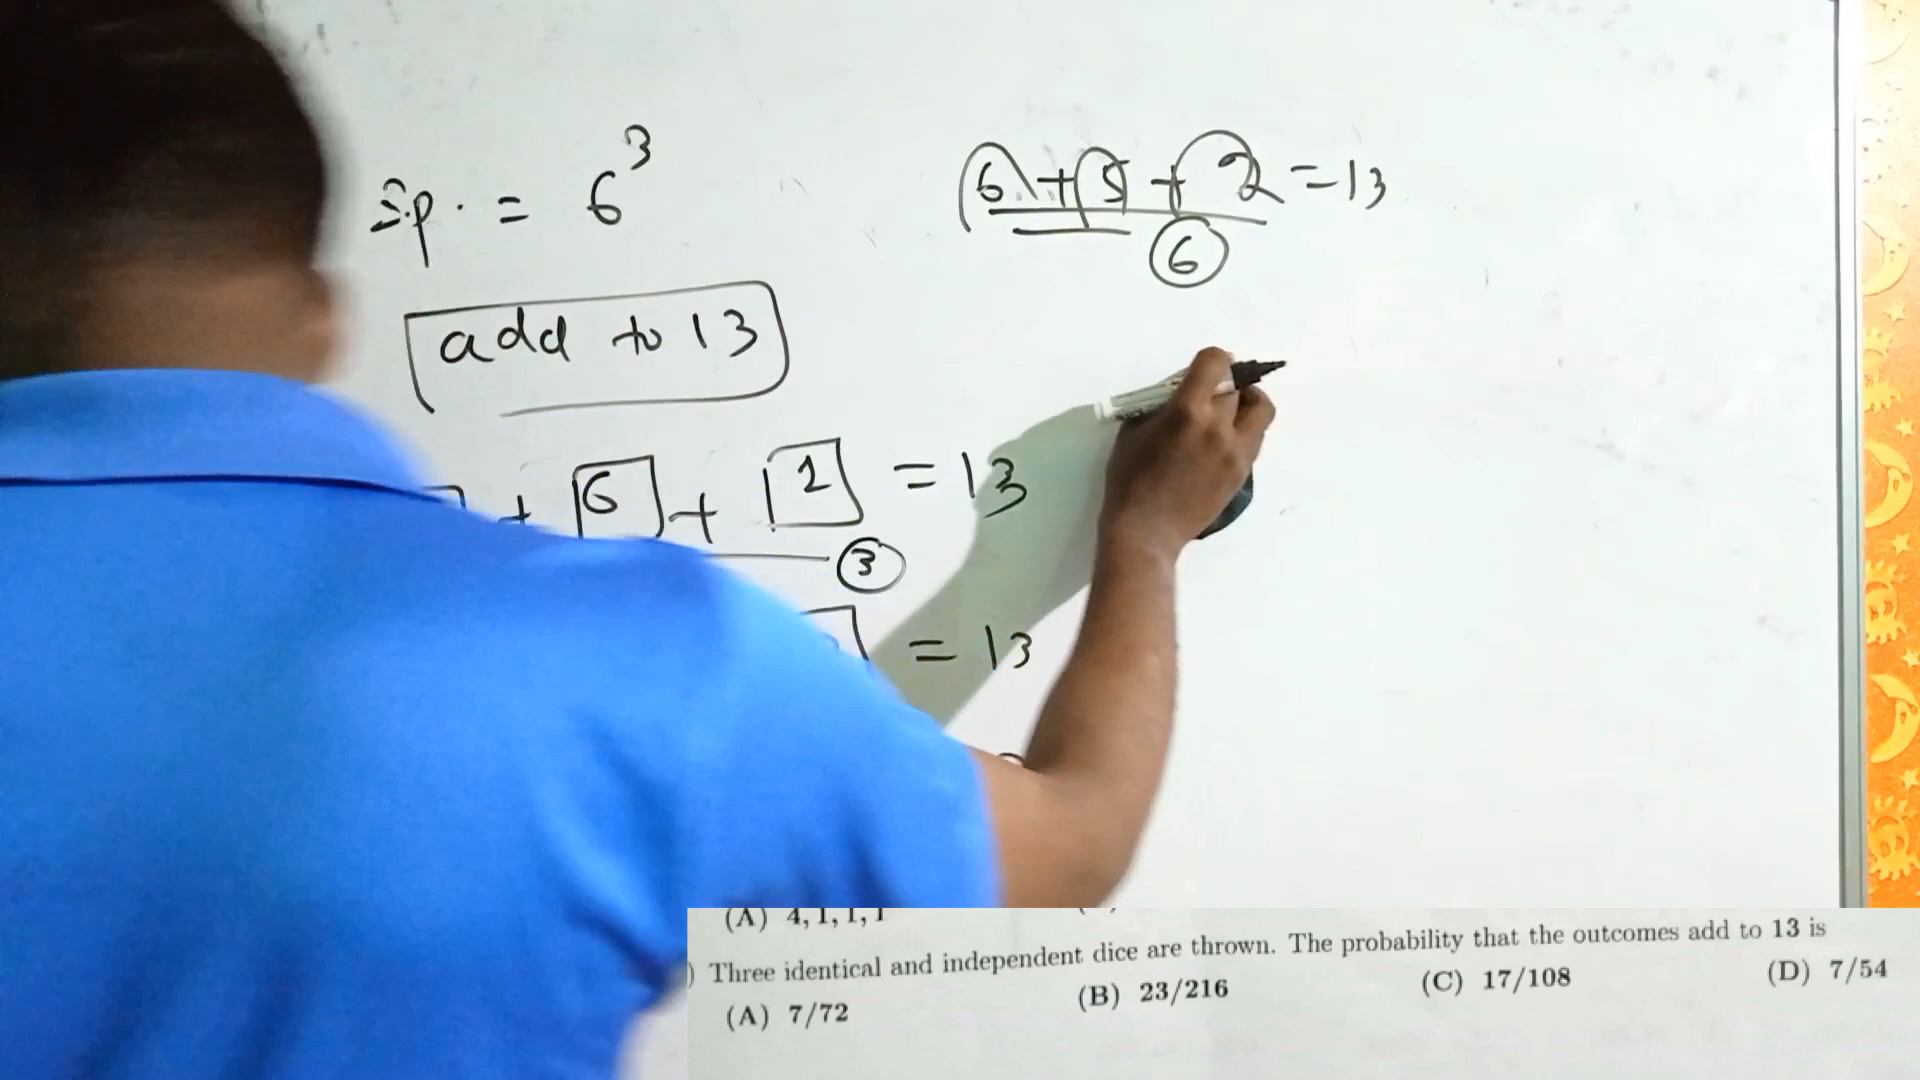 S.p. = 6³
6 + 5 + 2 = 13
6
add to 13
+ 6 + 1 = 13
3
= 13
(A) 4, 1, 1, 1
) Three identical and independent dice are thrown. The probability that the outcomes add to 13 is
(A) 7/72 (B) 23/216 (C) 17/108 (D) 7/54